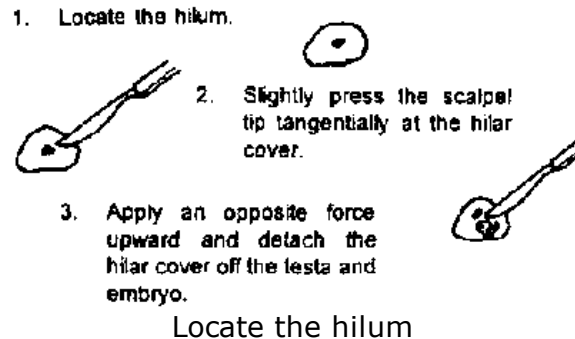 1. Locate the hilum.
2. Slightly press the scalpel
tip tangentially at the hilar
cover.
3. Apply an opposite force
upward and detach the
hilar cover off the testa and
embryo.
Locate the hilum